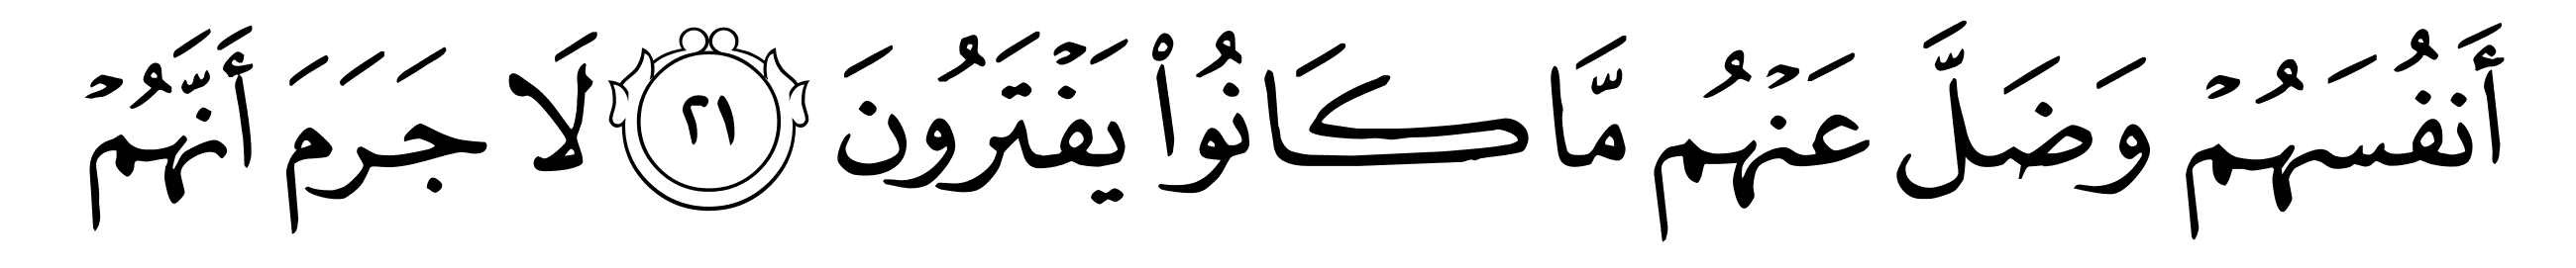 أَنفُسَهُمۡ وَضَلَّ عَنۡهُم مَّا كَانُواْ يَفۡتَرُونَ ٢١ لَا جَرَمَ أَنَّهُمۡ